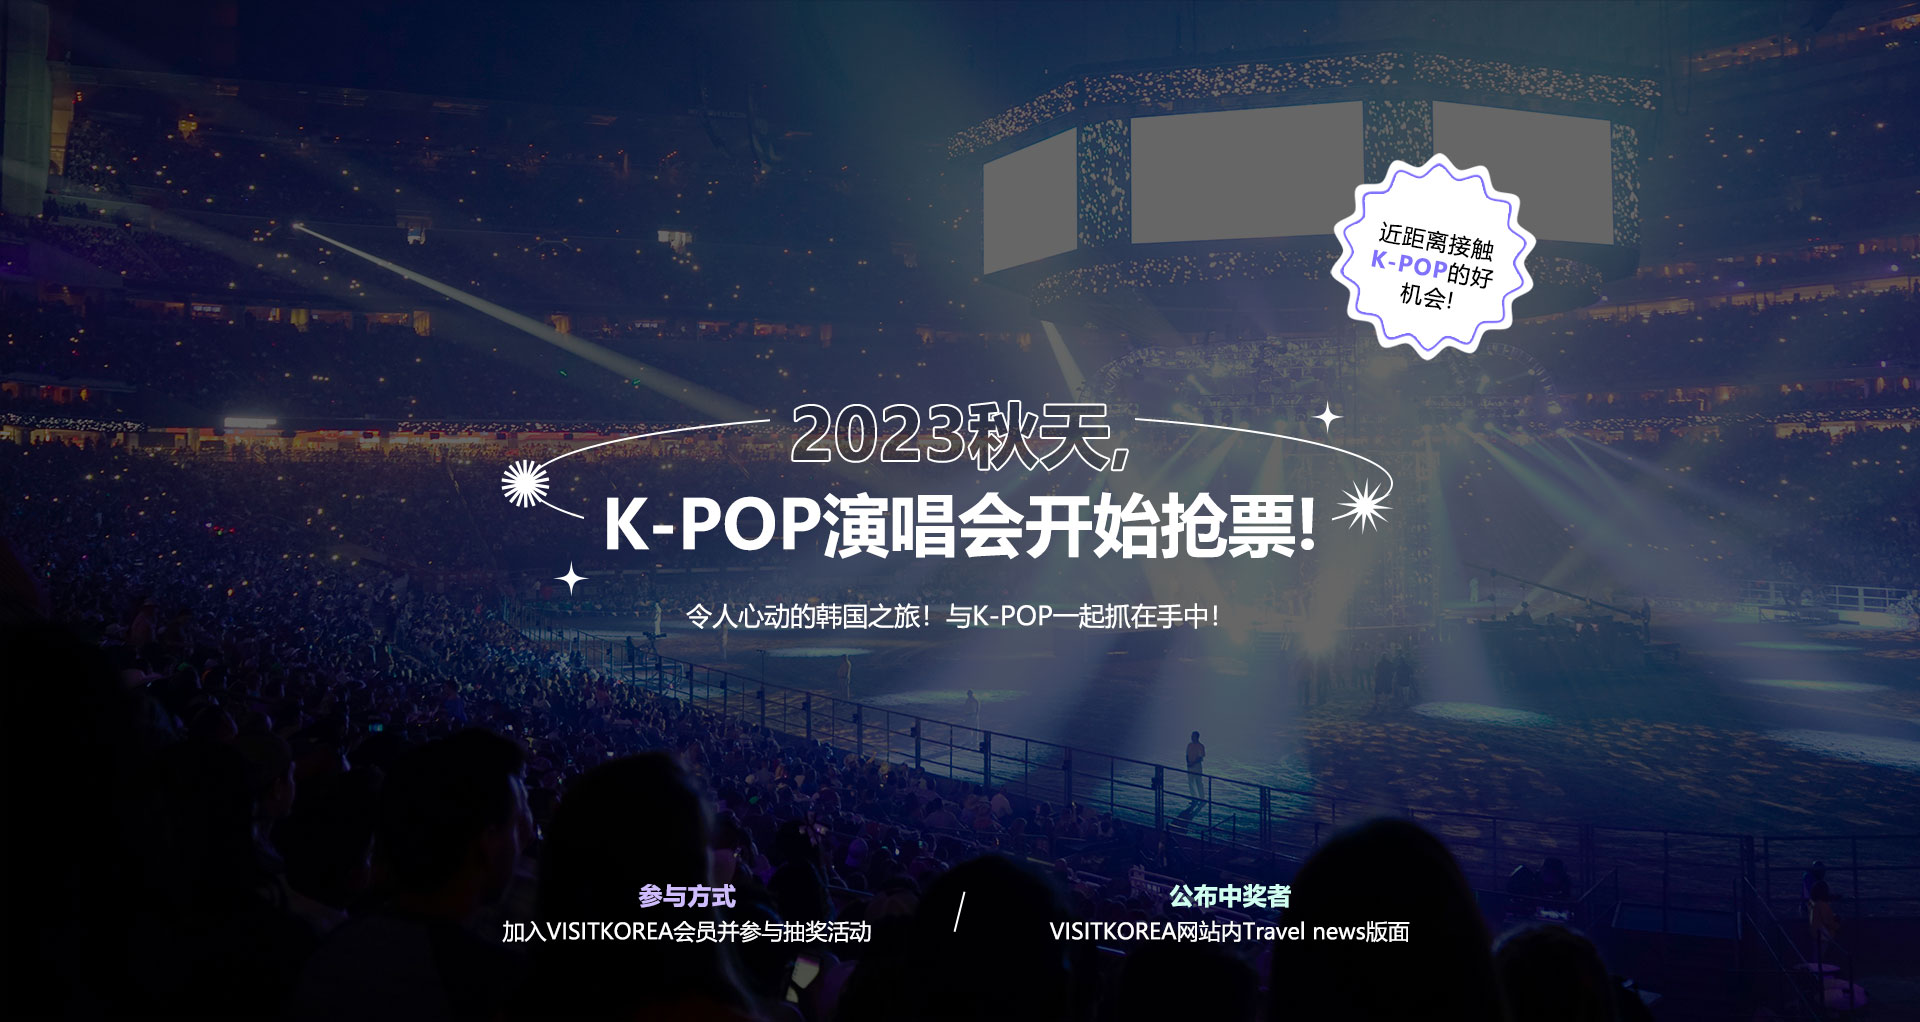 近距离接触
K-POP的好
机会!
2023秋天,
K-POP演唱会开始抢票!
令人心动的韩国之旅！与K-POP一起抓在手中！
参与方式
加入VISITKOREA会员并参与抽奖活动
/
公布中奖者
VISITKOREA网站内Travel news版面